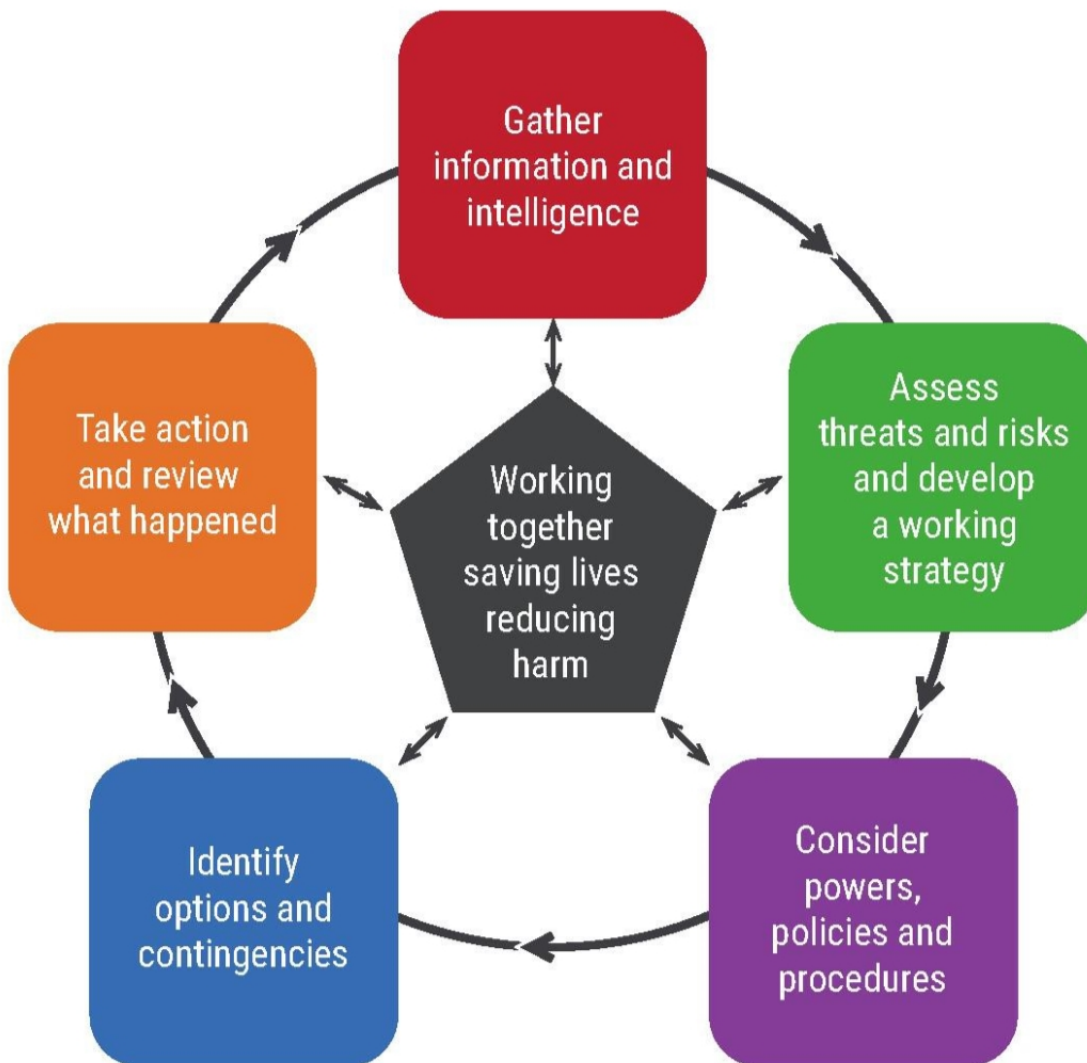 Gather
information and
intelligence
Assess
threats and risks
and develop
a working
strategy
Consider
powers,
policies and
procedures
Identify
options and
contingencies
Take action
and review
what happened
Working
together
saving lives
reducing
harm